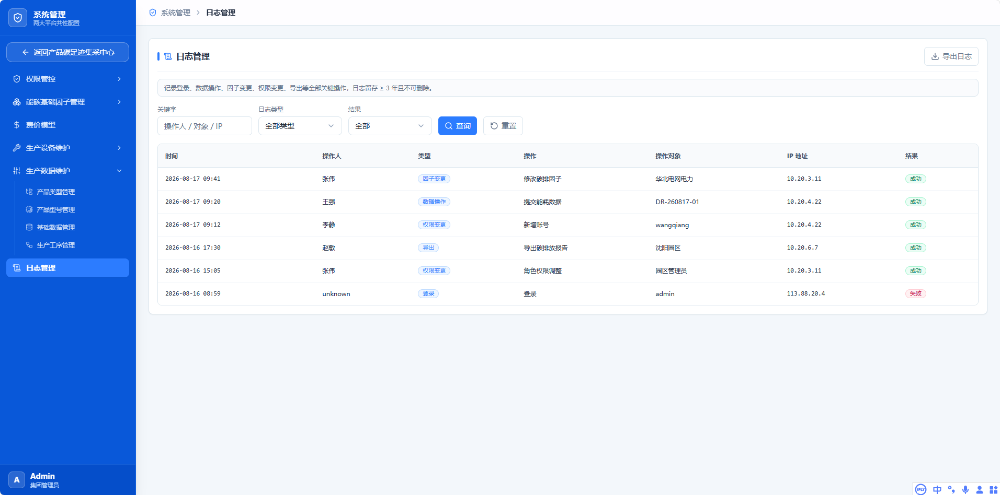 系统管理
两大平台共性配置
返回产品碳足迹集采中心
权限管控
能碳基础因子管理
费价模型
生产设备维护
生产数据维护
产品类型管理
产品型号管理
基础数据管理
生产工序管理
日志管理
A
Admin
集团管理员
系统管理 > 日志管理
日志管理
导出日志
记录登录、数据操作、因子变更、权限变更、导出等全部关键操作，日志留存 ≥ 3 年且不可删除。
关键字 日志类型 结果
操作人 / 对象 / IP 全部类型 全部 查询 重置
时间 操作人 类型 操作 操作对象 IP 地址 结果
2026-08-17 09:41 张伟 因子变更 修改碳排因子 华北电网电力 10.20.3.11 成功
2026-08-17 09:20 王强 数据操作 提交能耗数据 DR-260817-01 10.20.4.22 成功
2026-08-17 09:12 李静 权限变更 新增账号 wangqiang 10.20.4.22 成功
2026-08-16 17:30 赵敏 导出 导出碳排放报告 沈阳园区 10.20.6.7 成功
2026-08-16 15:05 张伟 权限变更 角色权限调整 园区管理员 10.20.3.11 成功
2026-08-16 08:59 unknown 登录 登录 admin 113.88.20.4 失败
iFLY 中